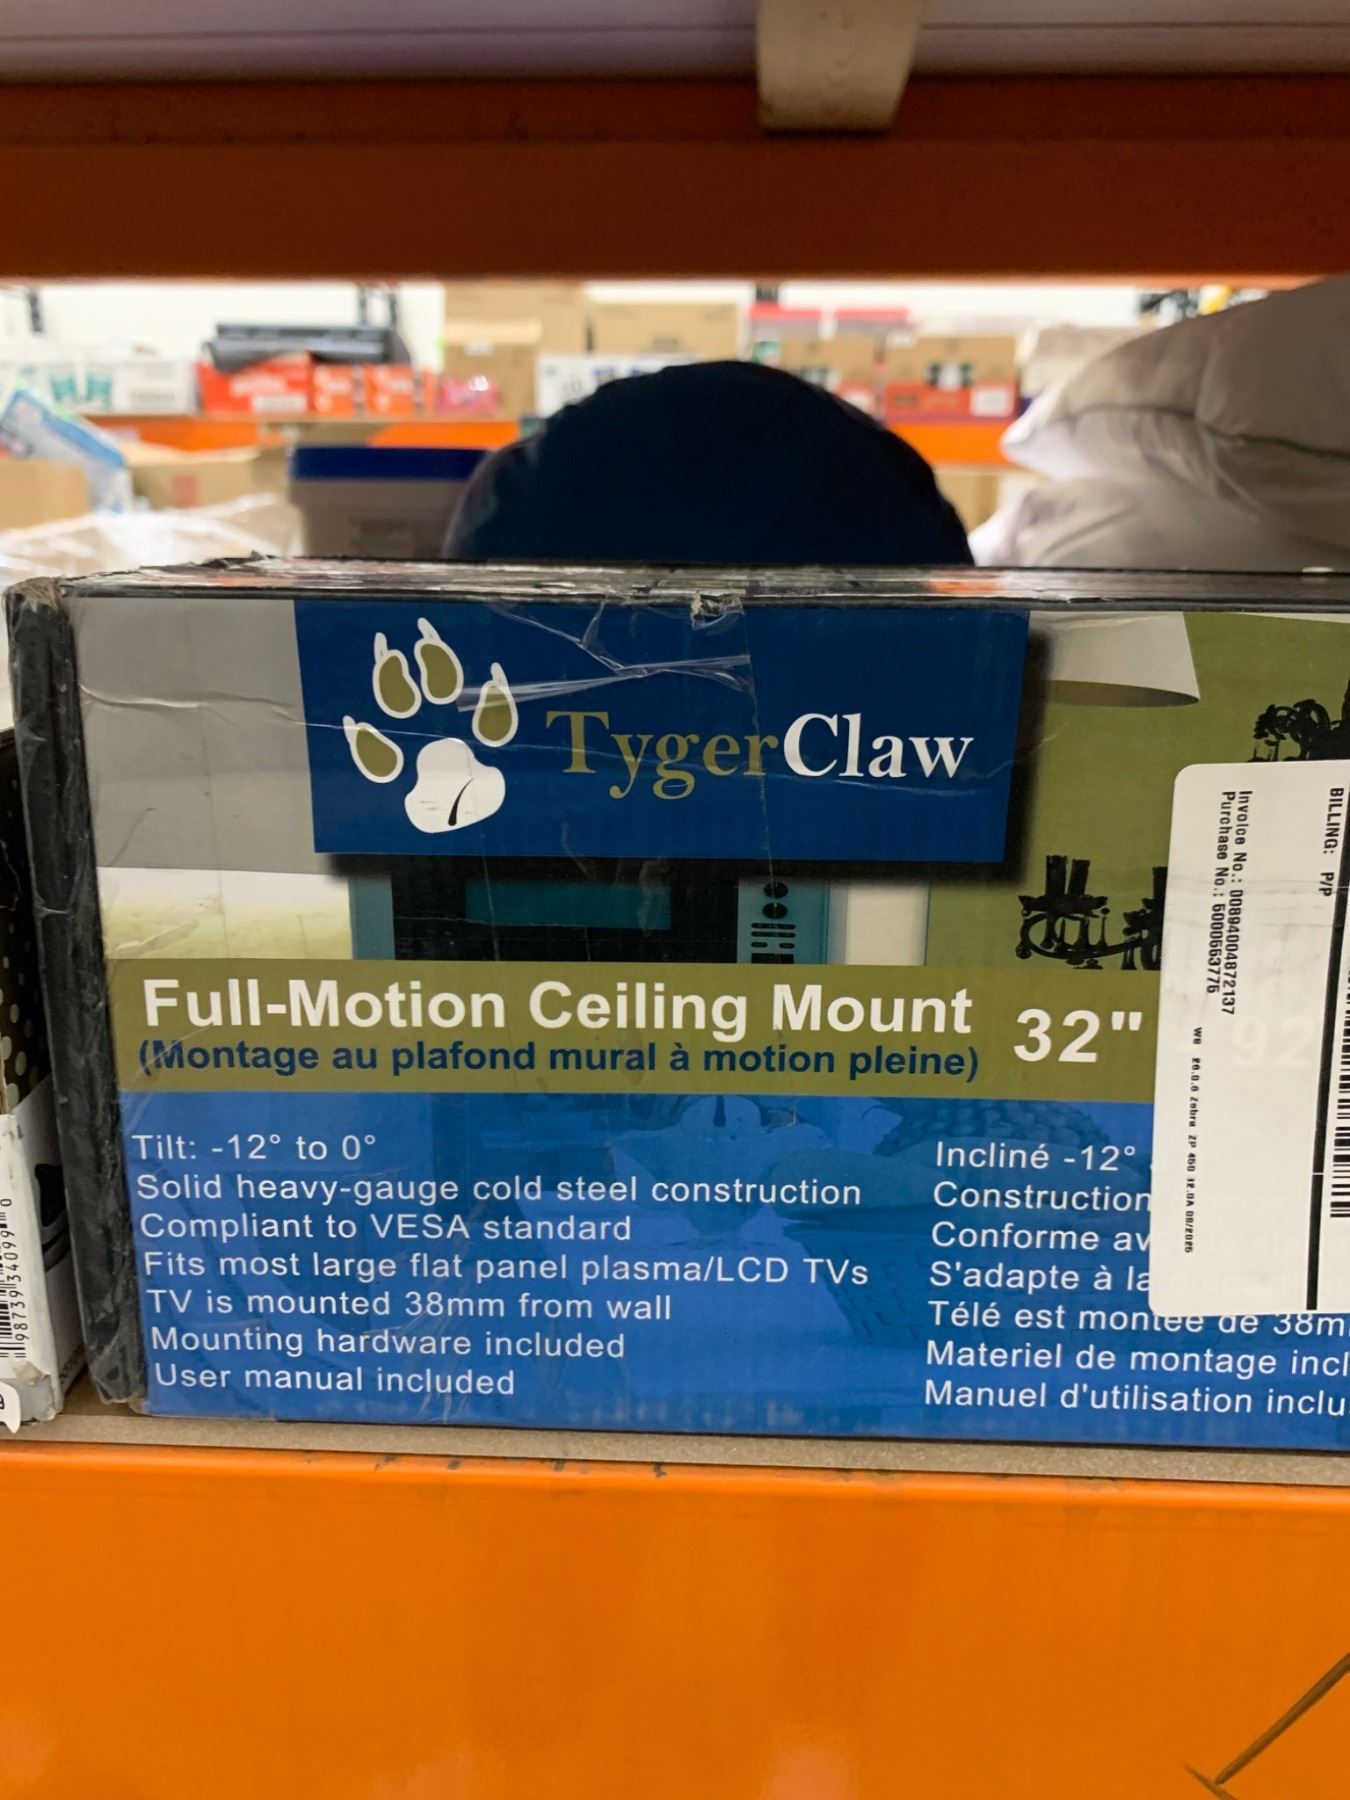 TygerClaw
Full-Motion Ceiling Mount 32"
(Montage au plafond mural à motion pleine)
Tilt: -12° to 0°
Solid heavy-gauge cold steel construction
Compliant to VESA standard
Fits most large flat panel plasma/LCD TVs
TV is mounted 38mm from wall
Mounting hardware included
User manual included
Incliné -12°
Construction
Conforme av
S'adapte à la
Télé est montée de 38m
Materiel de montage incl
Manuel d'utilisation inclu
BILLING: P/P
Invoice No.: 00894004872137
Purchase No.: 6000563776
92